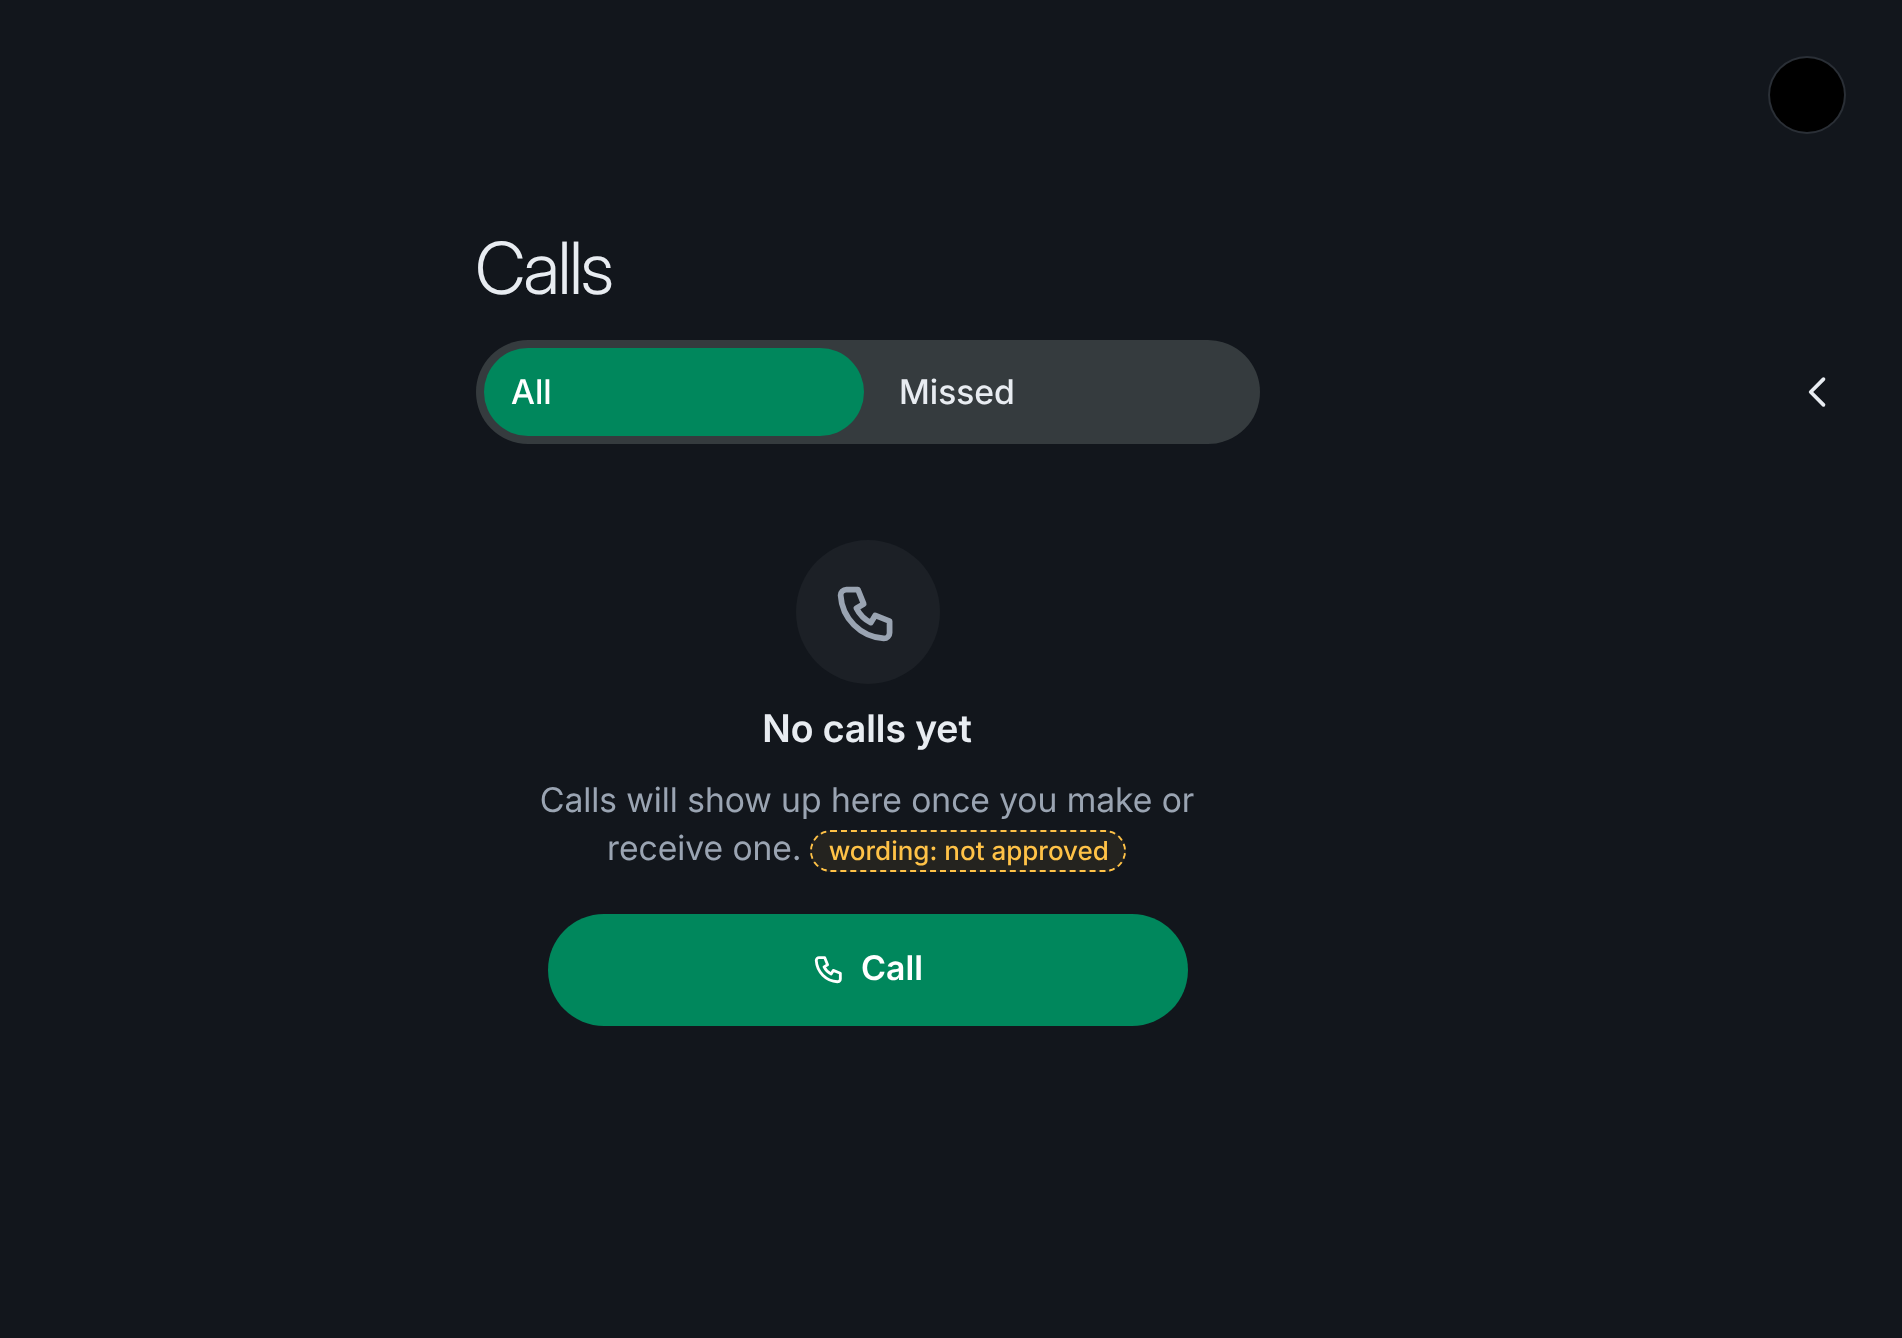 Calls
All
Missed
No calls yet
Calls will show up here once you make or
receive one. wording: not approved
Call